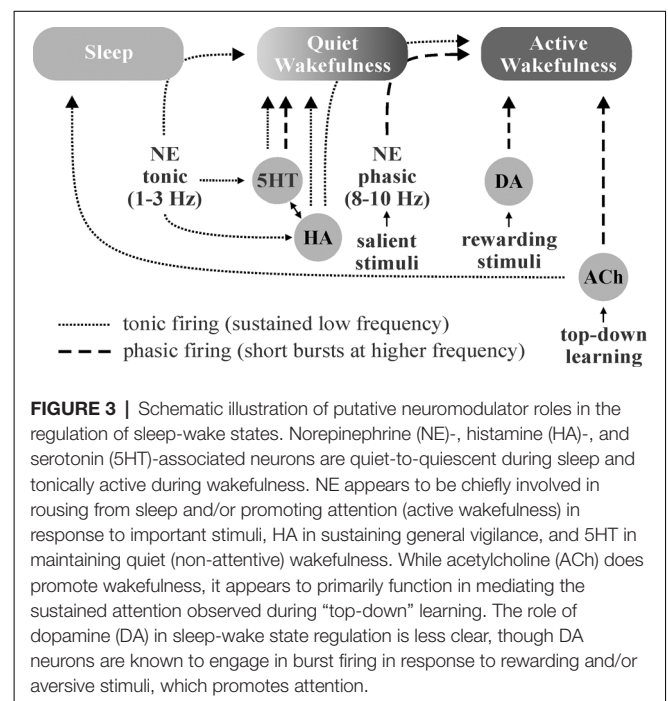 Sleep
Quiet
Wakefulness
Active
Wakefulness
NE
tonic
(1-3 Hz)
5HT
HA
NE
phasic
(8-10 Hz)
salient
stimuli
DA
rewarding
stimuli
ACh
top-down
learning
tonic firing (sustained low frequency)
phasic firing (short bursts at higher frequency)
FIGURE 3 | Schematic illustration of putative neuromodulator roles in the
regulation of sleep-wake states. Norepinephrine (NE)-, histamine (HA)-, and
serotonin (5HT)-associated neurons are quiet-to-quiescent during sleep and
tonically active during wakefulness. NE appears to be chiefly involved in
rousing from sleep and/or promoting attention (active wakefulness) in
response to important stimuli, HA in sustaining general vigilance, and 5HT in
maintaining quiet (non-attentive) wakefulness. While acetylcholine (ACh) does
promote wakefulness, it appears to primarily function in mediating the
sustained attention observed during “top-down” learning. The role of
dopamine (DA) in sleep-wake state regulation is less clear, though DA
neurons are known to engage in burst firing in response to rewarding and/or
aversive stimuli, which promotes attention.